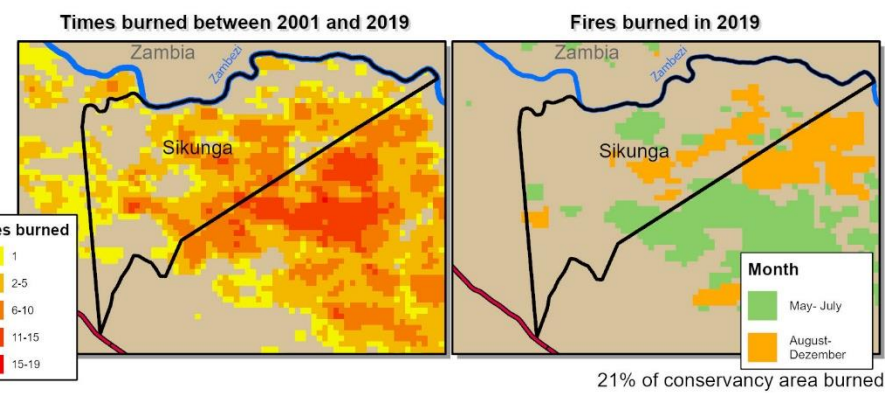 Times burned between 2001 and 2019
Zambia
Zambezi
Sikunga
es burned
1
2-5
6-10
11-15
15-19
Fires burned in 2019
Zambia
Zambezi
Sikunga
Month
May- July
August-
Dezember
21% of conservancy area burned